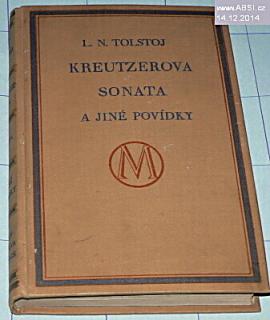 www.ABSI.cz
14.12.2014
L. N. TOLSTOJ
KREUTZEROVA
SONATA
A JINÉ POVÍDKY
M